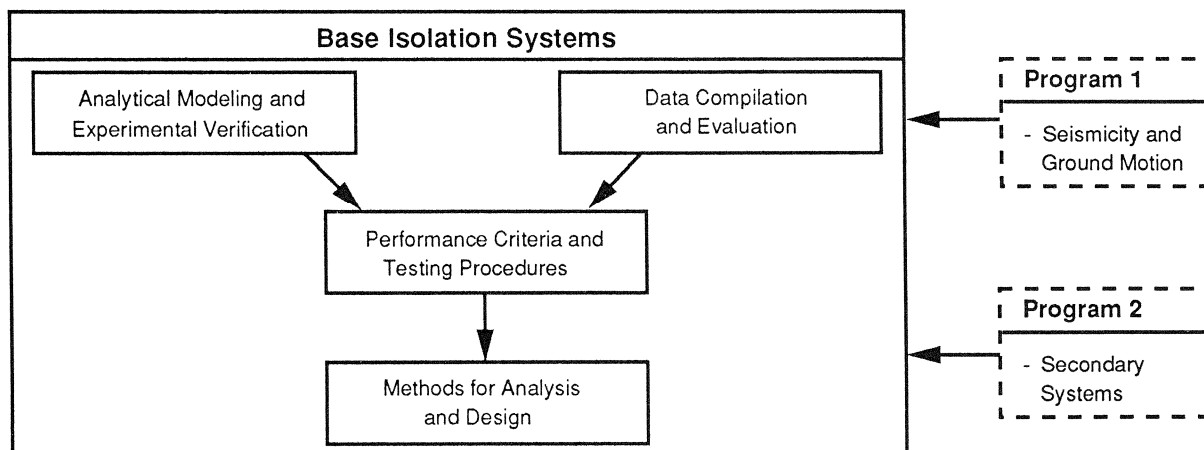 Base Isolation Systems
Analytical Modeling and
Experimental Verification
Data Compilation
and Evaluation
Program 1
- Seismicity and
Ground Motion
Performance Criteria and
Testing Procedures
Program 2
- Secondary
Systems
Methods for Analysis
and Design